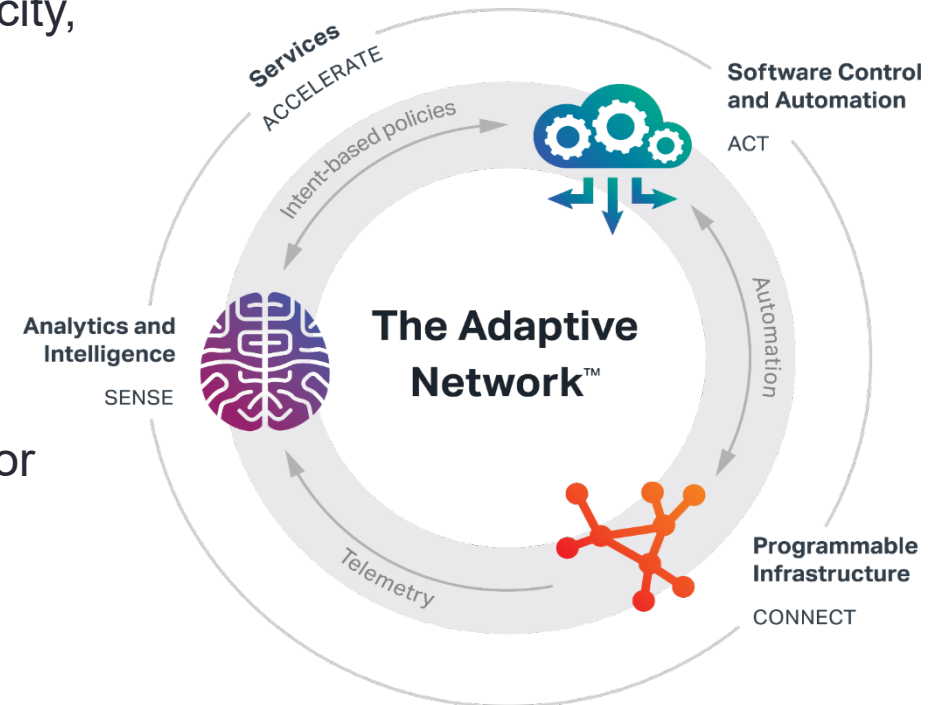 city,
Services
ACCELERATE
Intent-based policies
Software Control
and Automation
ACT
Analytics and
Intelligence
SENSE
The Adaptive
Network™
Automation
or
Telemetry
Programmable
Infrastructure
CONNECT